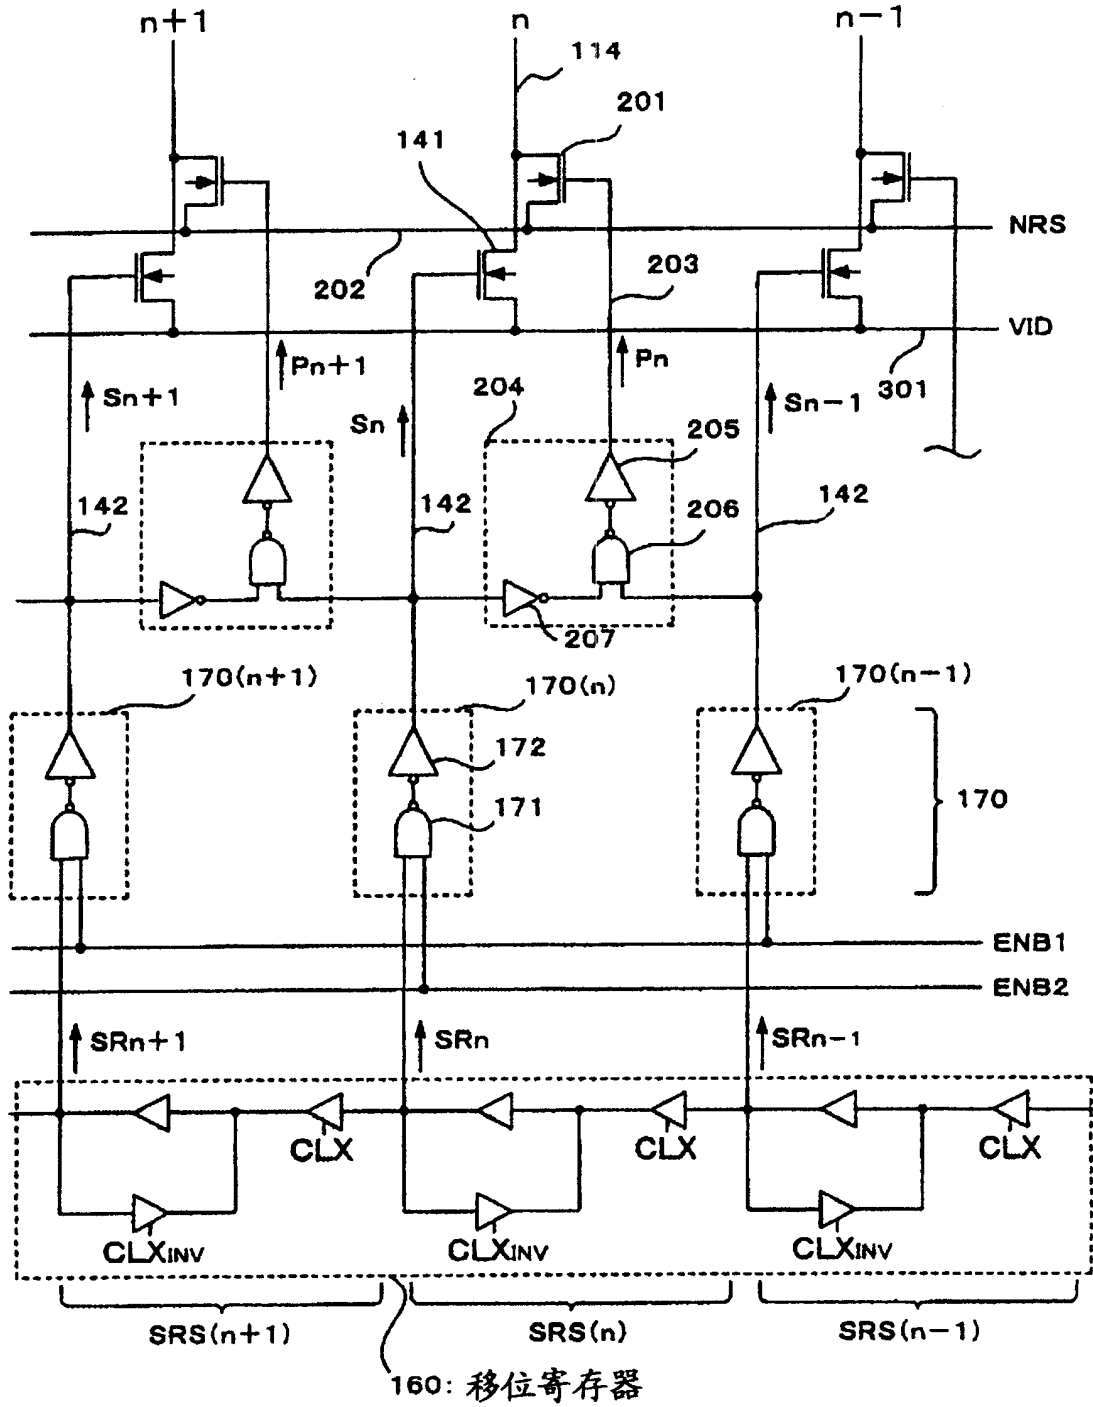 n+1
n
n-1
114
201
141
NRS
202
203
VID
301
Pn+1
Pn
Sn+1
Sn
204
Sn-1
205
142
142
206
142
207
170(n+1)
170(n)
170(n-1)
172
171
170
ENB1
ENB2
SRn+1
SRn
SRn-1
CLX
CLX
CLX
CLXINV
CLXINV
CLXINV
SRS(n+1)
SRS(n)
SRS(n-1)
160: 移位寄存器